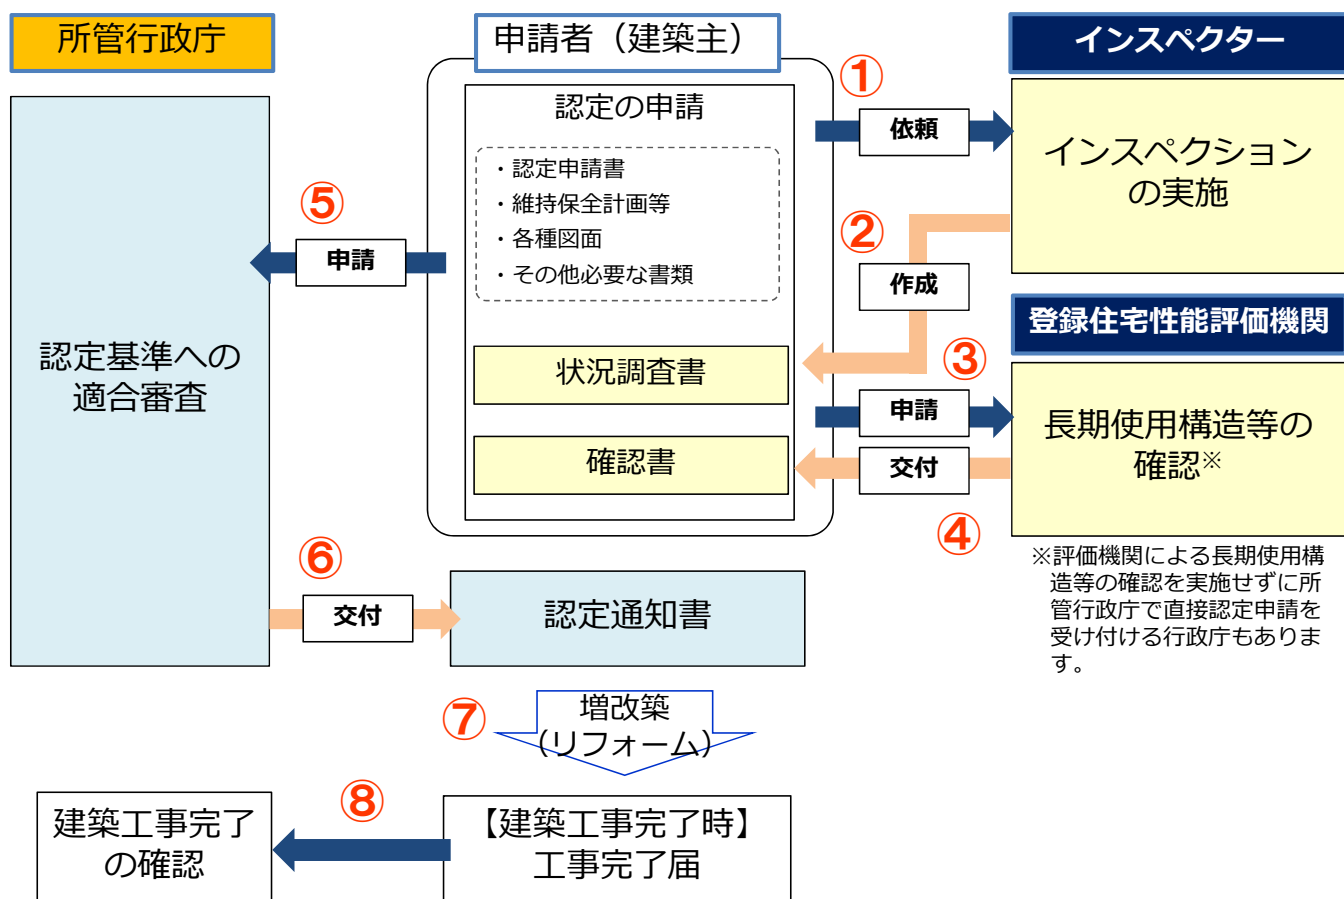 所管行政庁
申請者（建築主）
インスペクター
①
認定の申請
・認定申請書
・維持保全計画等
・各種図面
・その他必要な書類
依頼
インスペクション
の実施
②
作成
⑤
申請
認定基準への
適合審査
状況調査書
確認書
登録住宅性能評価機関
③
申請
交付
④
長期使用構造等の
確認※
※評価機関による長期使用構
造等の確認を実施せずに所
管行政庁で直接認定申請を
受け付ける行政庁もありま
す。
⑥
交付
認定通知書
⑦
増改築
(リフォーム)
⑧
【建築工事完了時】
工事完了届
建築工事完了
の確認